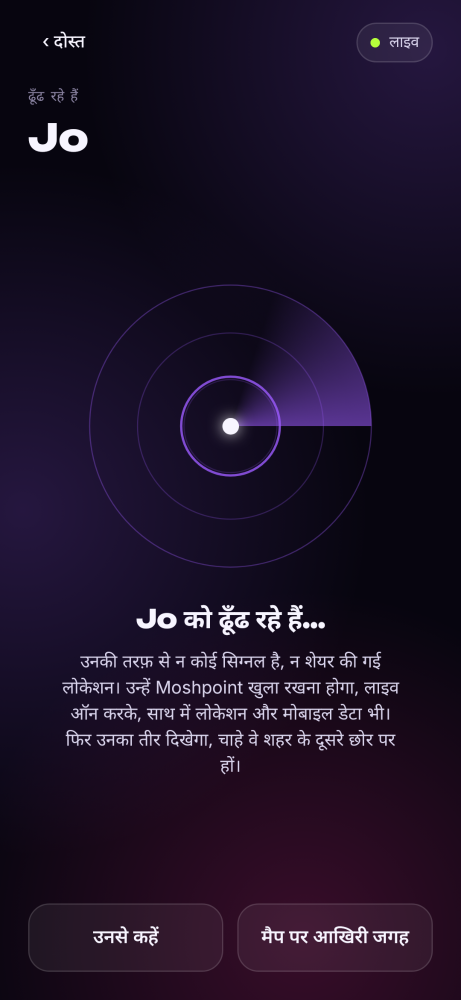 ‹ दोस्त
लाइव
ढूँढ रहे हैं
Jo
Jo को ढूँढ रहे हैं...
उनकी तरफ़ से न कोई सिग्नल है, न शेयर की गई
लोकेशन। उन्हें Moshpoint खुला रखना होगा, लाइव
ऑन करके, साथ में लोकेशन और मोबाइल डेटा भी।
फिर उनका तीर दिखेगा, चाहे वे शहर के दूसरे छोर पर
हों।
उनसे कहें
मैप पर आखिरी जगह